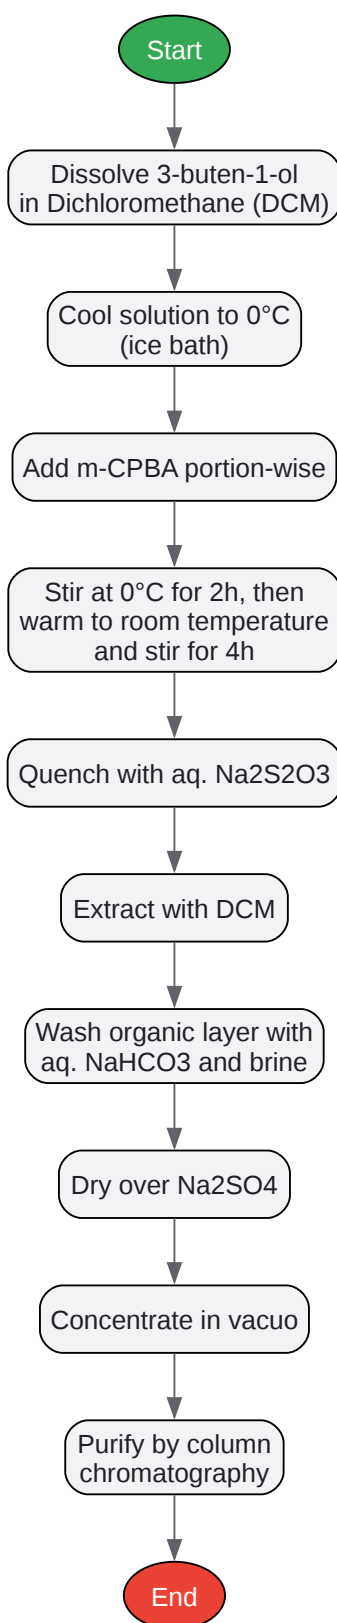 Start
Dissolve 3-buten-1-ol
in Dichloromethane (DCM)
Cool solution to 0°C
(ice bath)
Add m-CPBA portion-wise
Stir at 0°C for 2h, then
warm to room temperature
and stir for 4h
Quench with aq. Na2S2O3
Extract with DCM
Wash organic layer with
aq. NaHCO3 and brine
Dry over Na2SO4
Concentrate in vacuo
Purify by column
chromatography
End